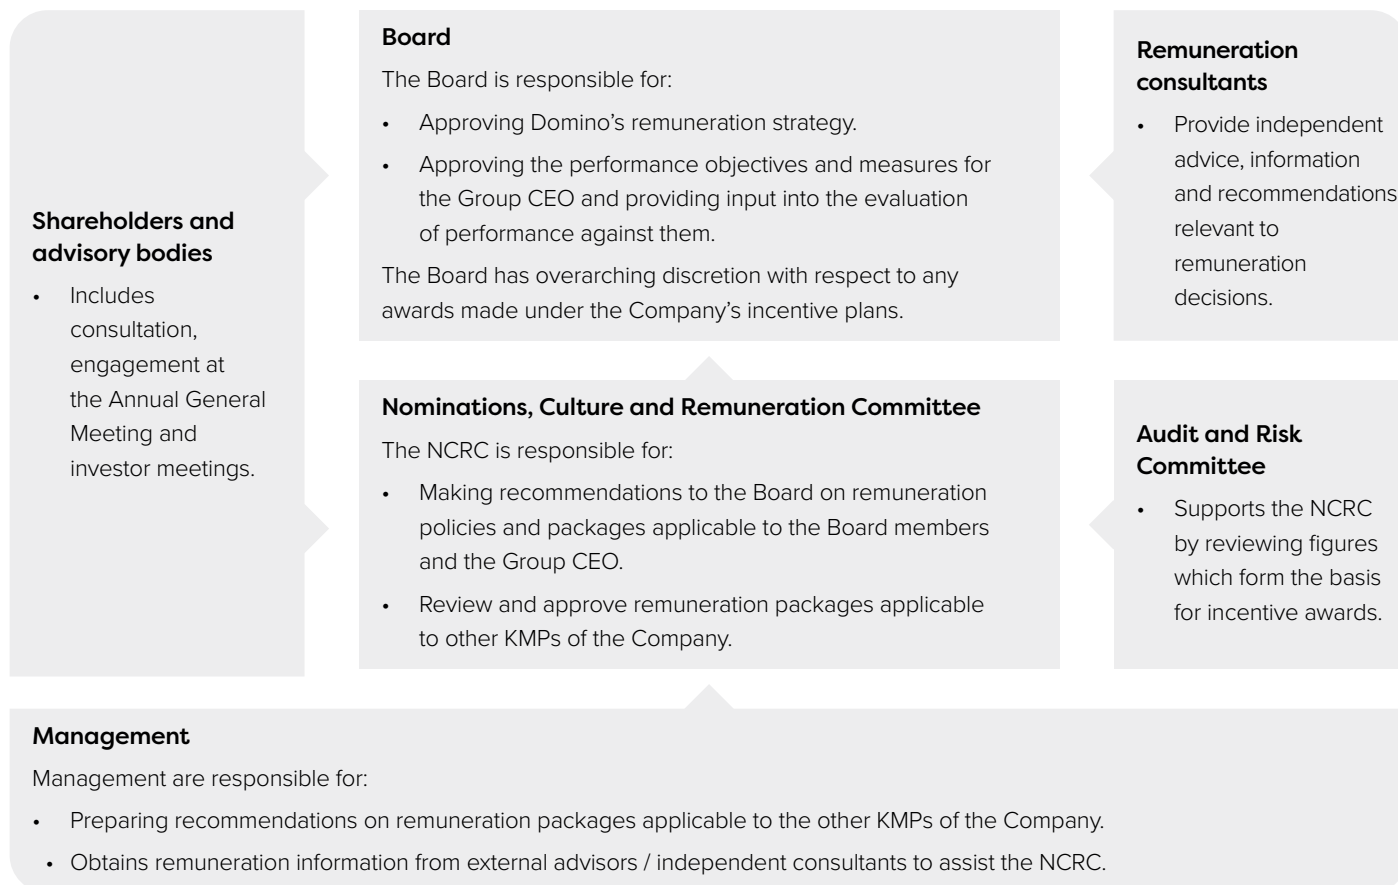 Shareholders and
advisory bodies
• Includes
consultation,
engagement at
the Annual General
Meeting and
investor meetings.
Board
The Board is responsible for:
• Approving Domino’s remuneration strategy.
• Approving the performance objectives and measures for
the Group CEO and providing input into the evaluation
of performance against them.
The Board has overarching discretion with respect to any
awards made under the Company’s incentive plans.
Remuneration
consultants
• Provide independent
advice, information
and recommendations
relevant to
remuneration
decisions.
Nominations, Culture and Remuneration Committee
The NCRC is responsible for:
• Making recommendations to the Board on remuneration
policies and packages applicable to the Board members
and the Group CEO.
• Review and approve remuneration packages applicable
to other KMPs of the Company.
Audit and Risk
Committee
• Supports the NCRC
by reviewing figures
which form the basis
for incentive awards.
Management
Management are responsible for:
• Preparing recommendations on remuneration packages applicable to the other KMPs of the Company.
• Obtains remuneration information from external advisors / independent consultants to assist the NCRC.